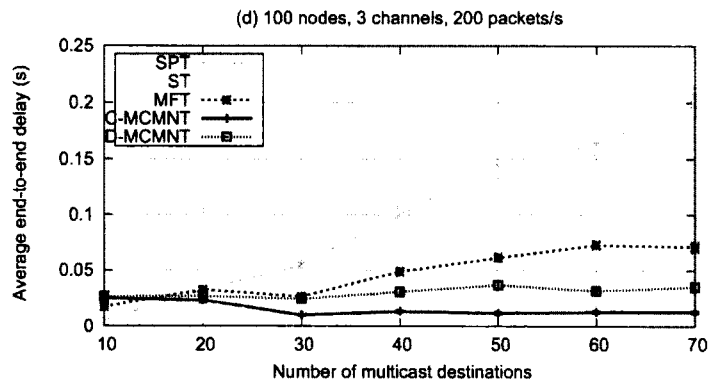 (d) 100 nodes, 3 channels, 200 packets/s
Average end-to-end delay (s)
0.25
0.2
0.15
0.1
0.05
0
SPT
ST
MFT
C-MCMNT
D-MCMNT
10 20 30 40 50 60 70
Number of multicast destinations